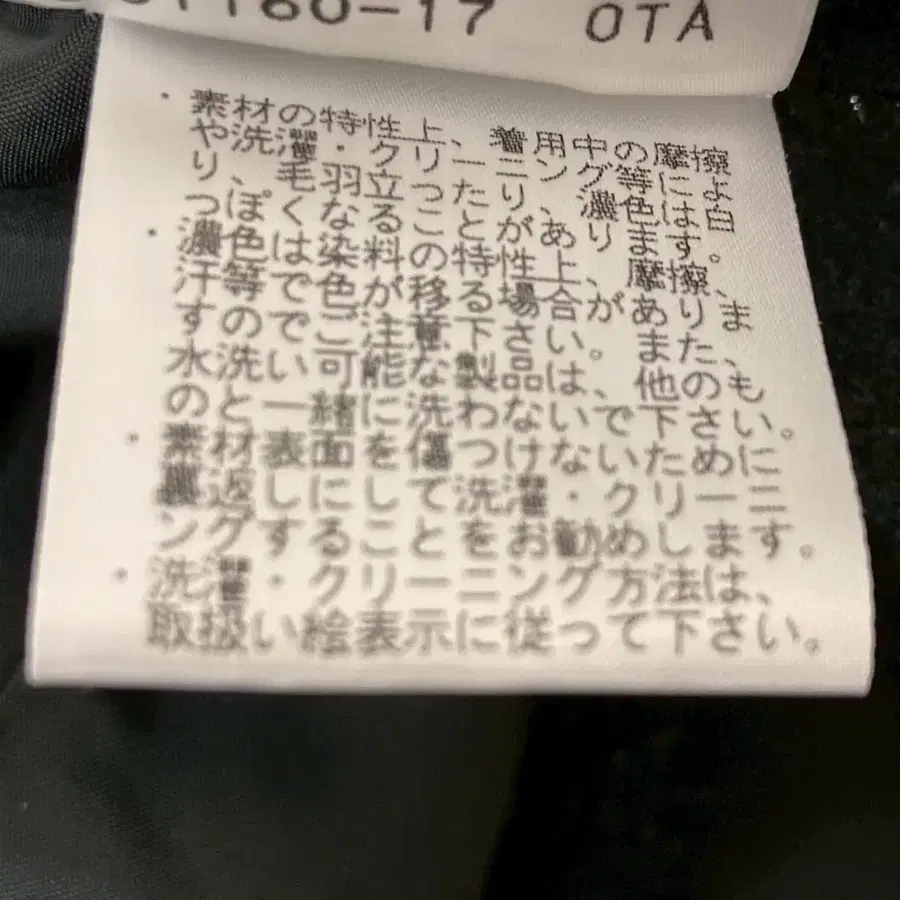 1160-17 OTA
・素材の特性上、着用中の摩擦
や洗濯・クリーニング等によ
り、毛羽立ったり、濃色は白
っぽくなることがあります。
・濃色は染料の特性上、摩擦、
汗等で色が移る場合がありま
すのでご注意下さい。また、
水洗い可能な製品は、他のも
のと一緒に洗わないで下さい。
・素材表面を傷つけないために
裏返しにして洗濯・クリーニ
ングすることをお勧めします。
・洗濯・クリーニング方法は、
取扱い絵表示に従って下さい。